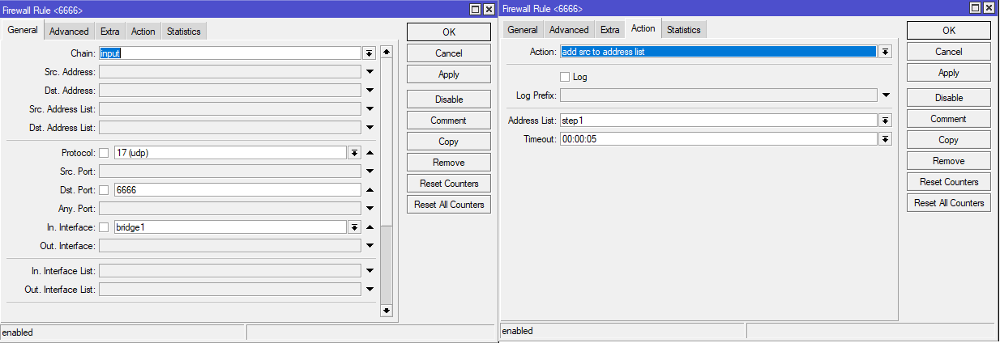 Firewall Rule <6666>
General Advanced Extra Action Statistics
Chain: input
Src. Address:
Dst. Address:
Src. Address List:
Dst. Address List:
Protocol: 17 (udp)
Src. Port:
Dst. Port: 6666
Any. Port:
In. Interface: bridge1
Out. Interface:
In. Interface List:
Out. Interface List:
OK
Cancel
Apply
Disable
Comment
Copy
Remove
Reset Counters
Reset All Counters
enabled
Firewall Rule <6666>
General Advanced Extra Action Statistics
Action: add src to address list
Log
Log Prefix:
Address List: step1
Timeout: 00:00:05
OK
Cancel
Apply
Disable
Comment
Copy
Remove
Reset Counters
Reset All Counters
enabled